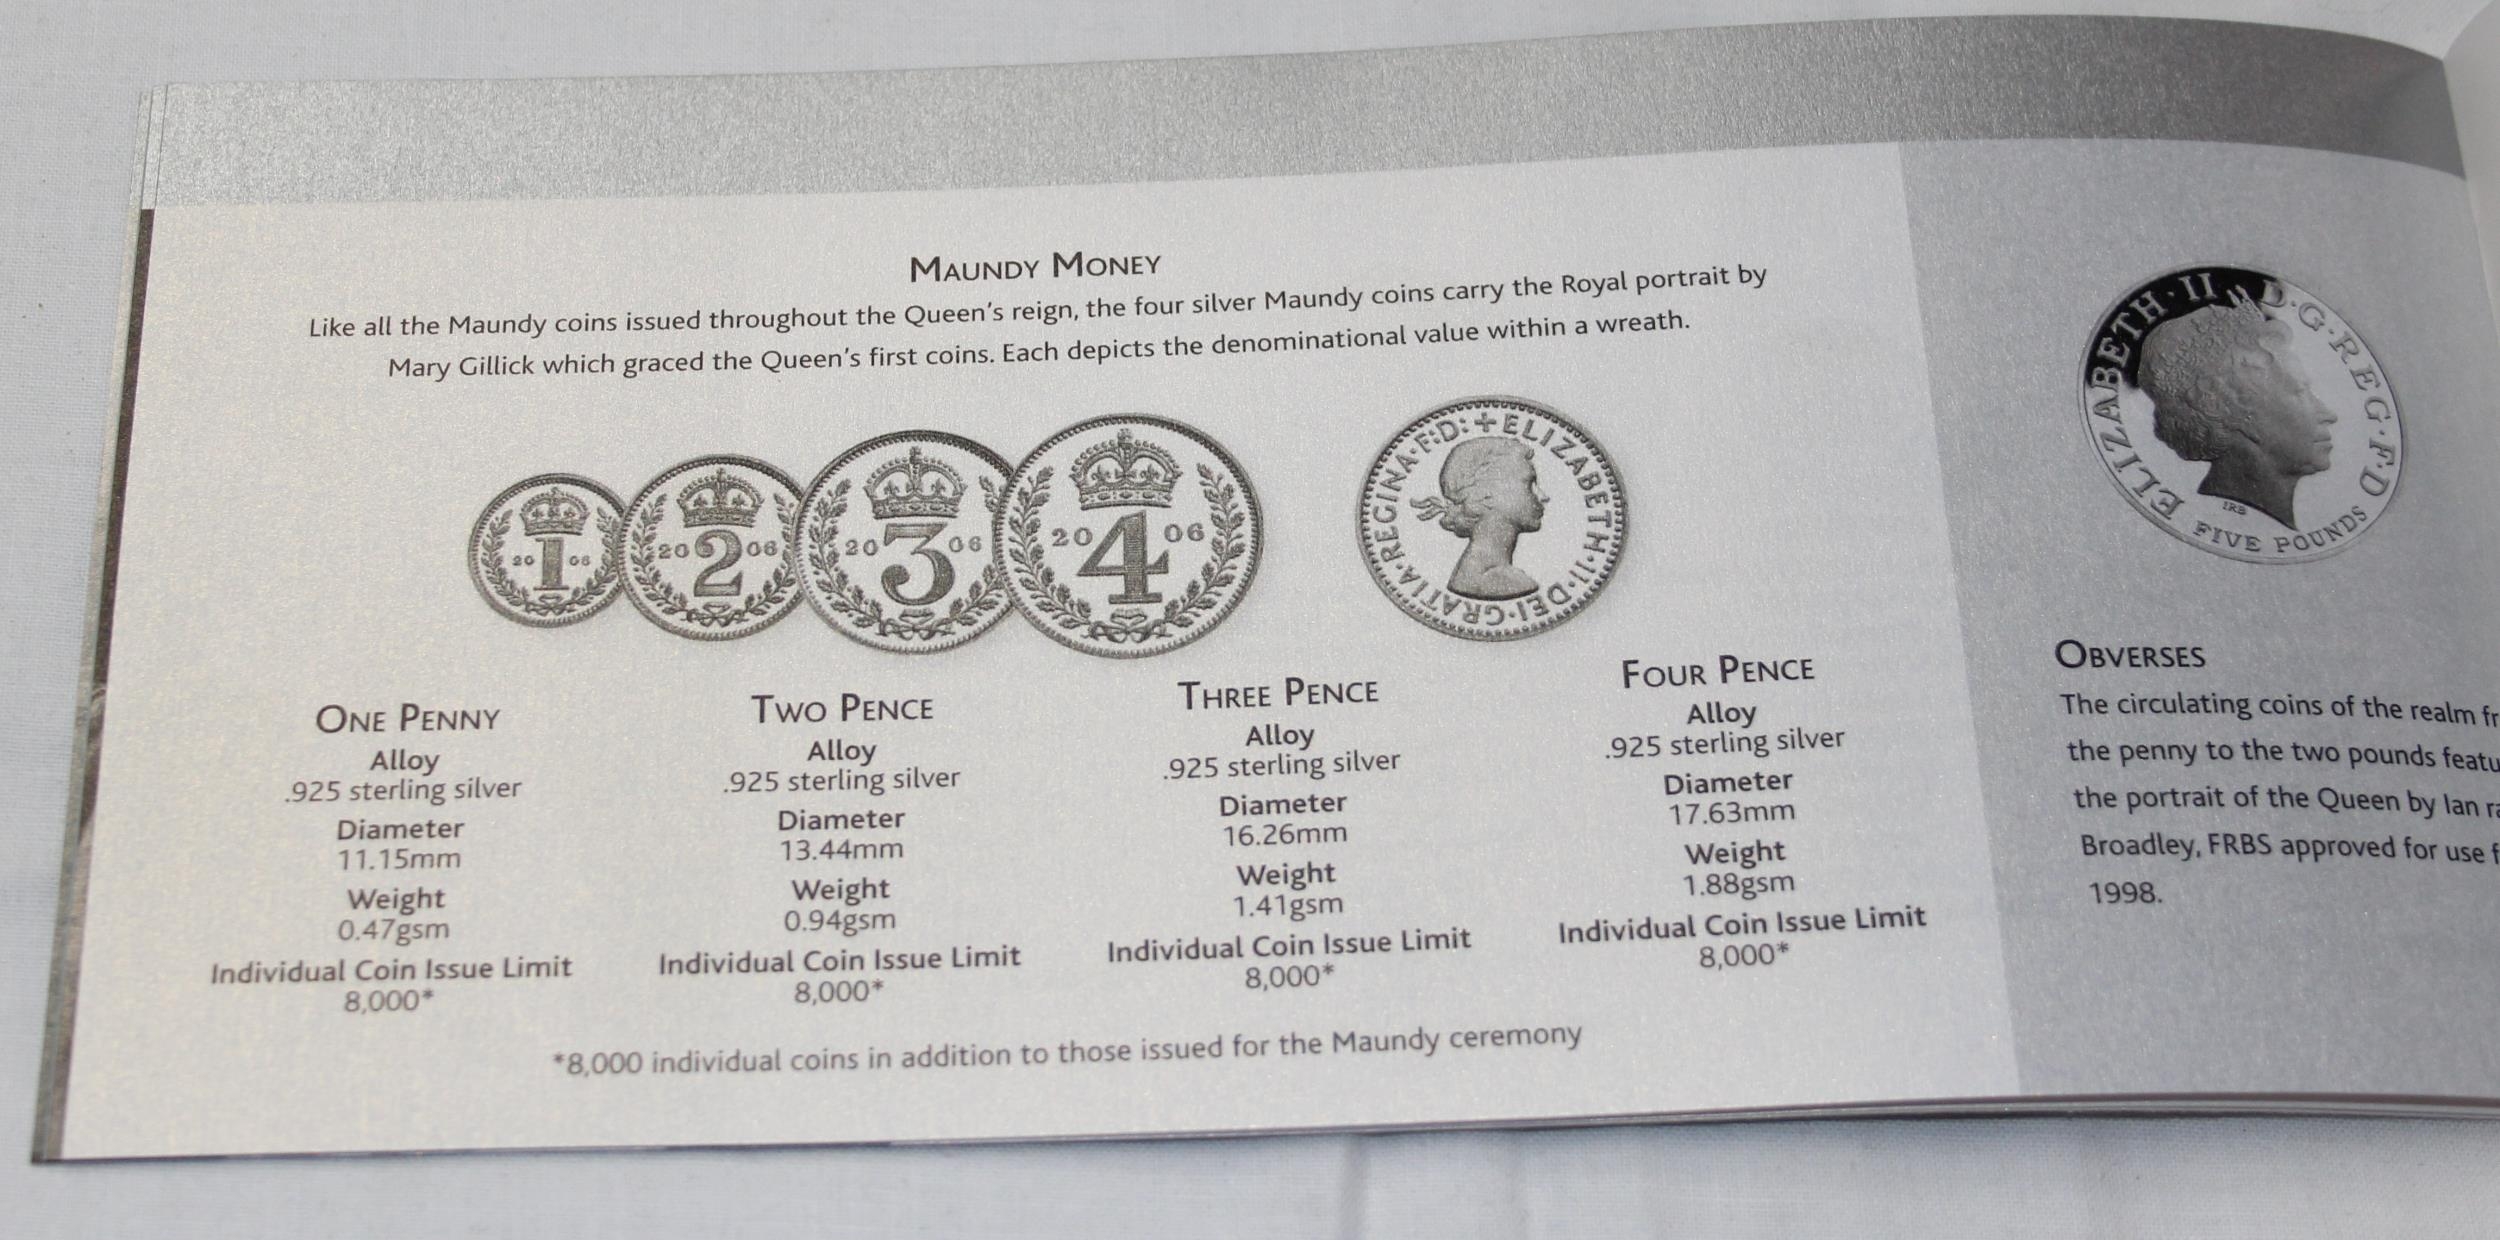 MAUNDY MONEY
Like all the Maundy coins issued throughout the Queen's reign, the four silver Maundy coins carry the Royal portrait by
Mary Gillick which graced the Queen's first coins. Each depicts the denominational value within a wreath.
20 1 06
20 2 06
20 3 06
20 4 06
+ELIZABETH·II·DEI·GRATIA·REGINA·F:D:
ELIZABETH·II D·G·REG·F·D
IRB
FIVE POUNDS
ONE PENNY
Alloy
.925 sterling silver
Diameter
11.15mm
Weight
0.47gsm
Individual Coin Issue Limit
8,000*
TWO PENCE
Alloy
.925 sterling silver
Diameter
13.44mm
Weight
0.94gsm
Individual Coin Issue Limit
8,000*
THREE PENCE
Alloy
.925 sterling silver
Diameter
16.26mm
Weight
1.41gsm
Individual Coin Issue Limit
8,000*
FOUR PENCE
Alloy
.925 sterling silver
Diameter
17.63mm
Weight
1.88gsm
Individual Coin Issue Limit
8,000*
*8,000 individual coins in addition to those issued for the Maundy ceremony
OBVERSES
The circulating coins of the realm fr
the penny to the two pounds featu
the portrait of the Queen by Ian
Broadley, FRBS approved for use f
1998.